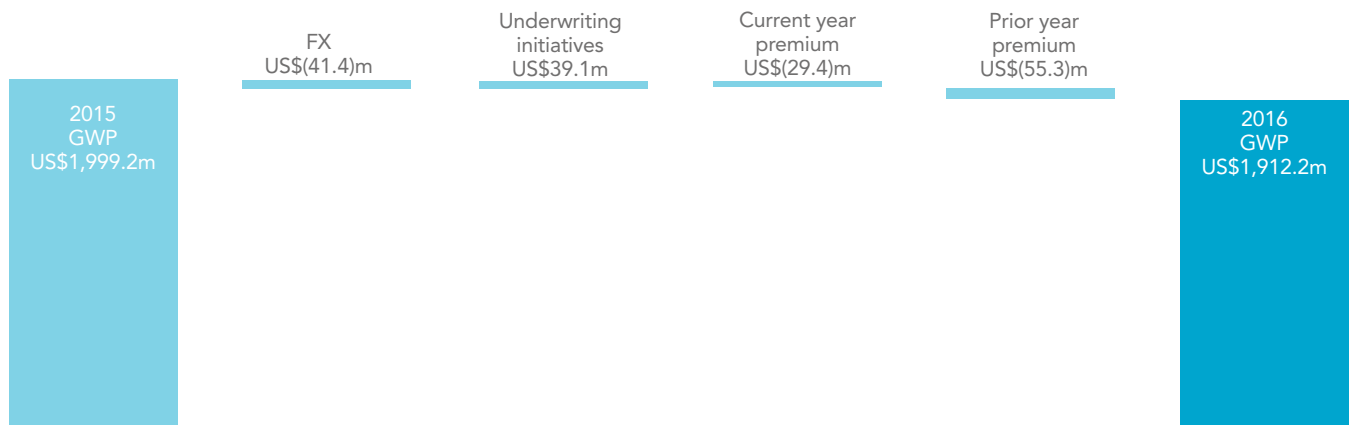 2015
GWP
US$1,999.2m
FX
US$(41.4)m
Underwriting
initiatives
US$39.1m
Current year
premium
US$(29.4)m
Prior year
premium
US$(55.3)m
2016
GWP
US$1,912.2m